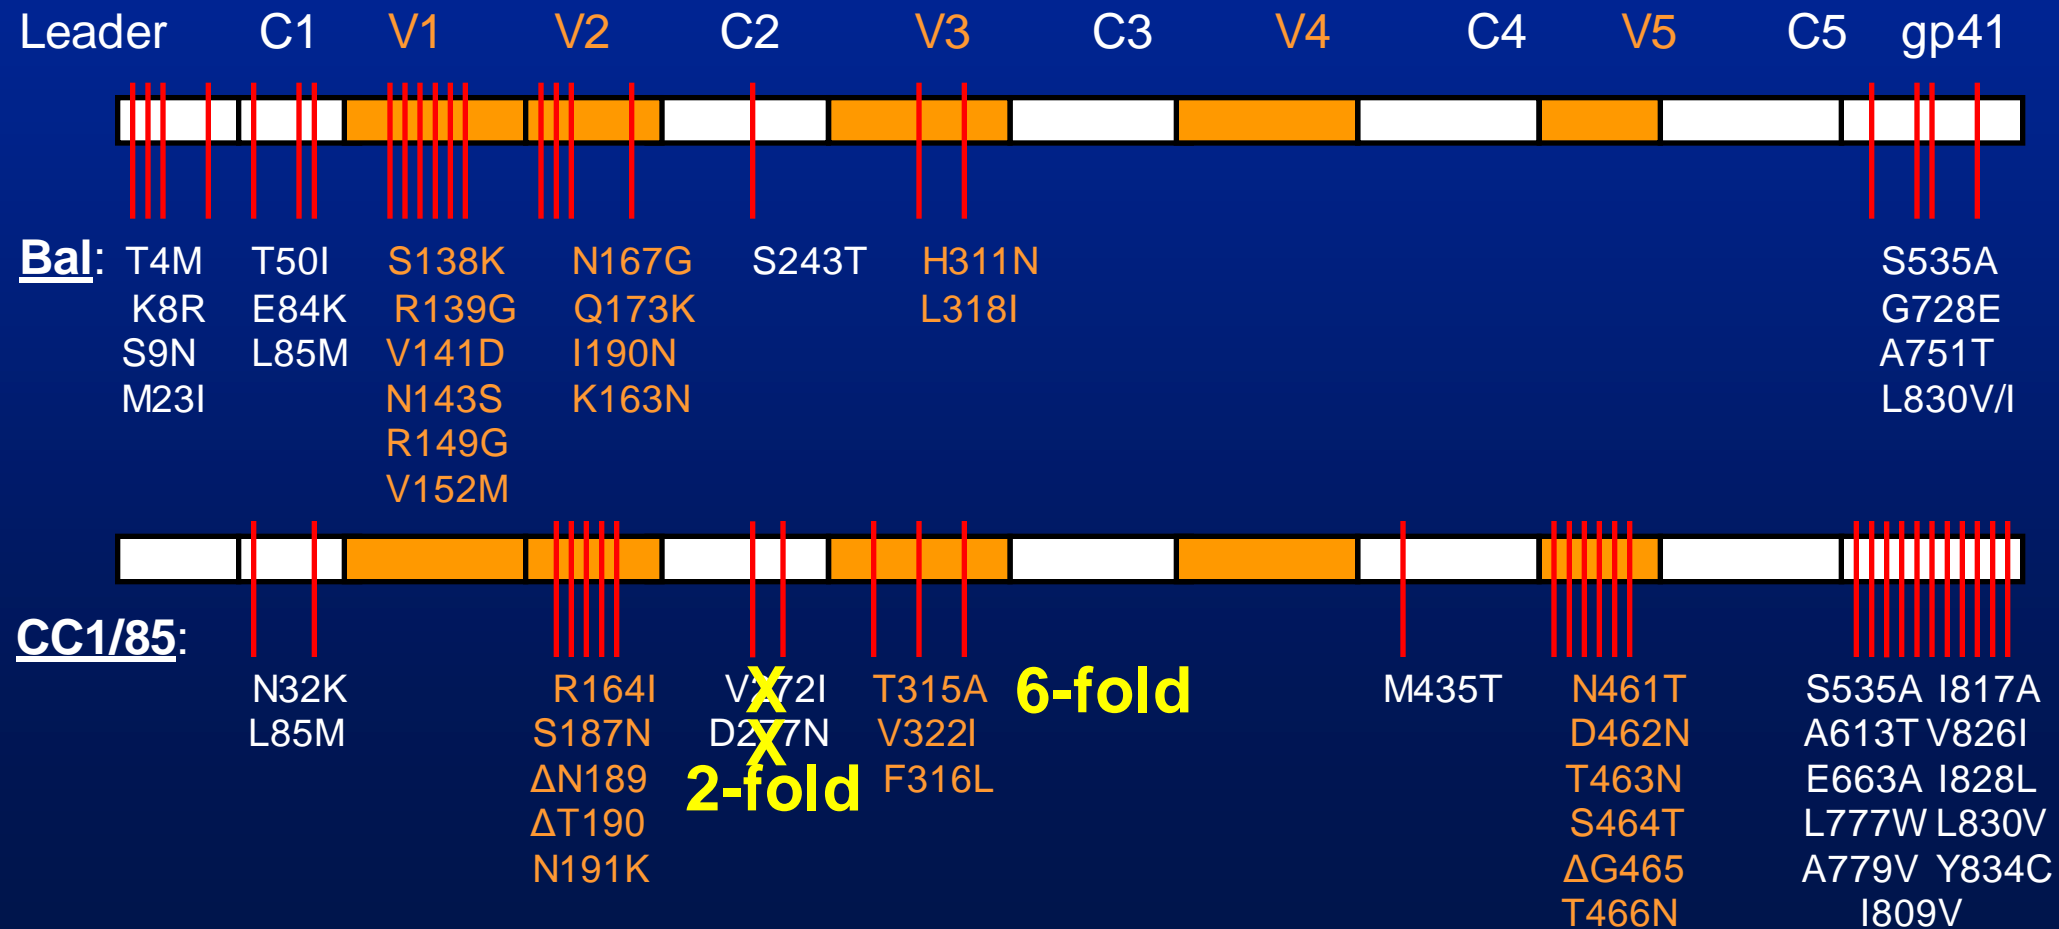 Leader C1 V1 V2 C2 V3 C3 V4 C4 V5 C5 gp41
Bal: T4M T50I S138K N167G S243T H311N S535A
K8R E84K R139G Q173K L318I G728E
S9N L85M V141D I190N A751T
M23I N143S K163N L830V/I
R149G
V152M
CC1/85:
N32K R164I V272I T315A 6-fold M435T N461T S535A I817A
L85M S187N D277N V322I D462N A613T V826I
ΔN189 2-fold F316L T463N E663A I828L
ΔT190 S464T L777W L830V
N191K ΔG465 A779V Y834C
T466N I809V